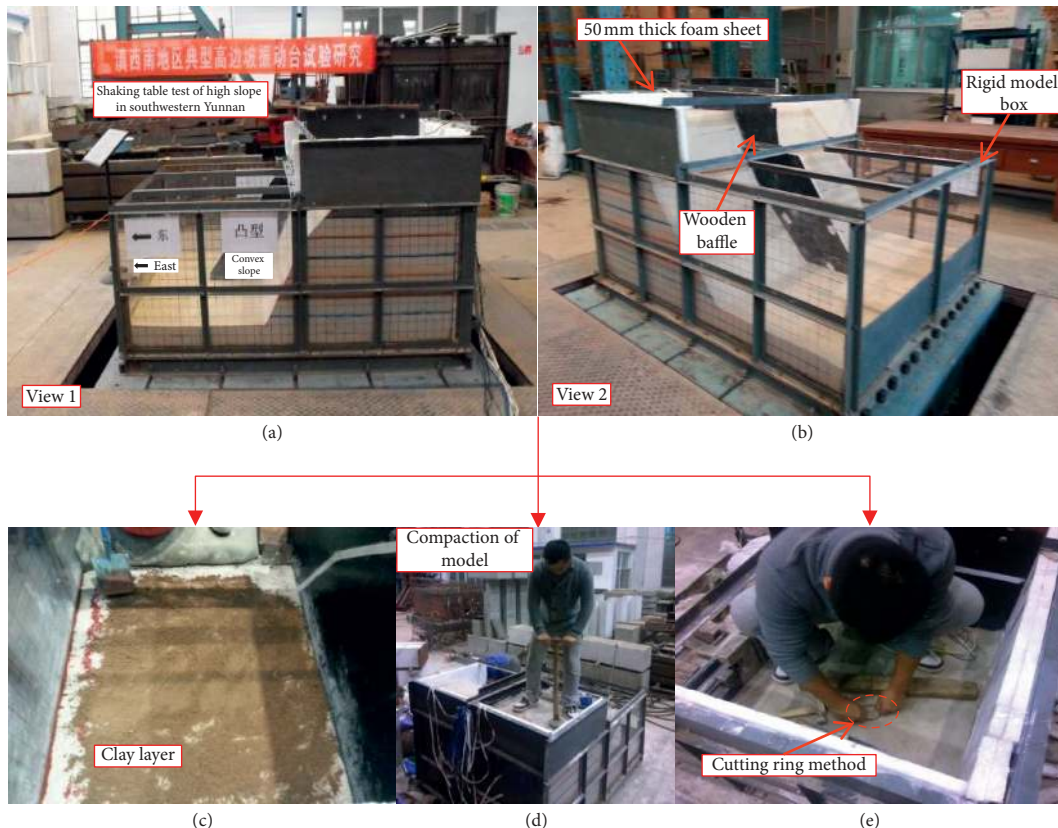 滇西南地区典型高边坡振动台试验研究
Shaking table test of high slope
in southwestern Yunnan
东
East
凸型
Convex
slope
View 1
(a)
50 mm thick foam sheet
Rigid model
box
Wooden
baffle
View 2
(b)
Clay layer
(c)
Compaction of
model
(d)
Cutting ring method
(e)